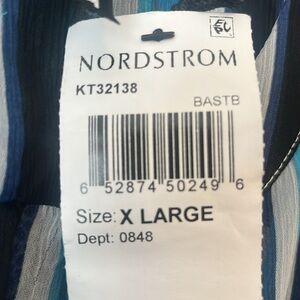 NORDSTROM
KT32138
BASTB
6 52874 50249 6
Size: X LARGE
Dept: 0848